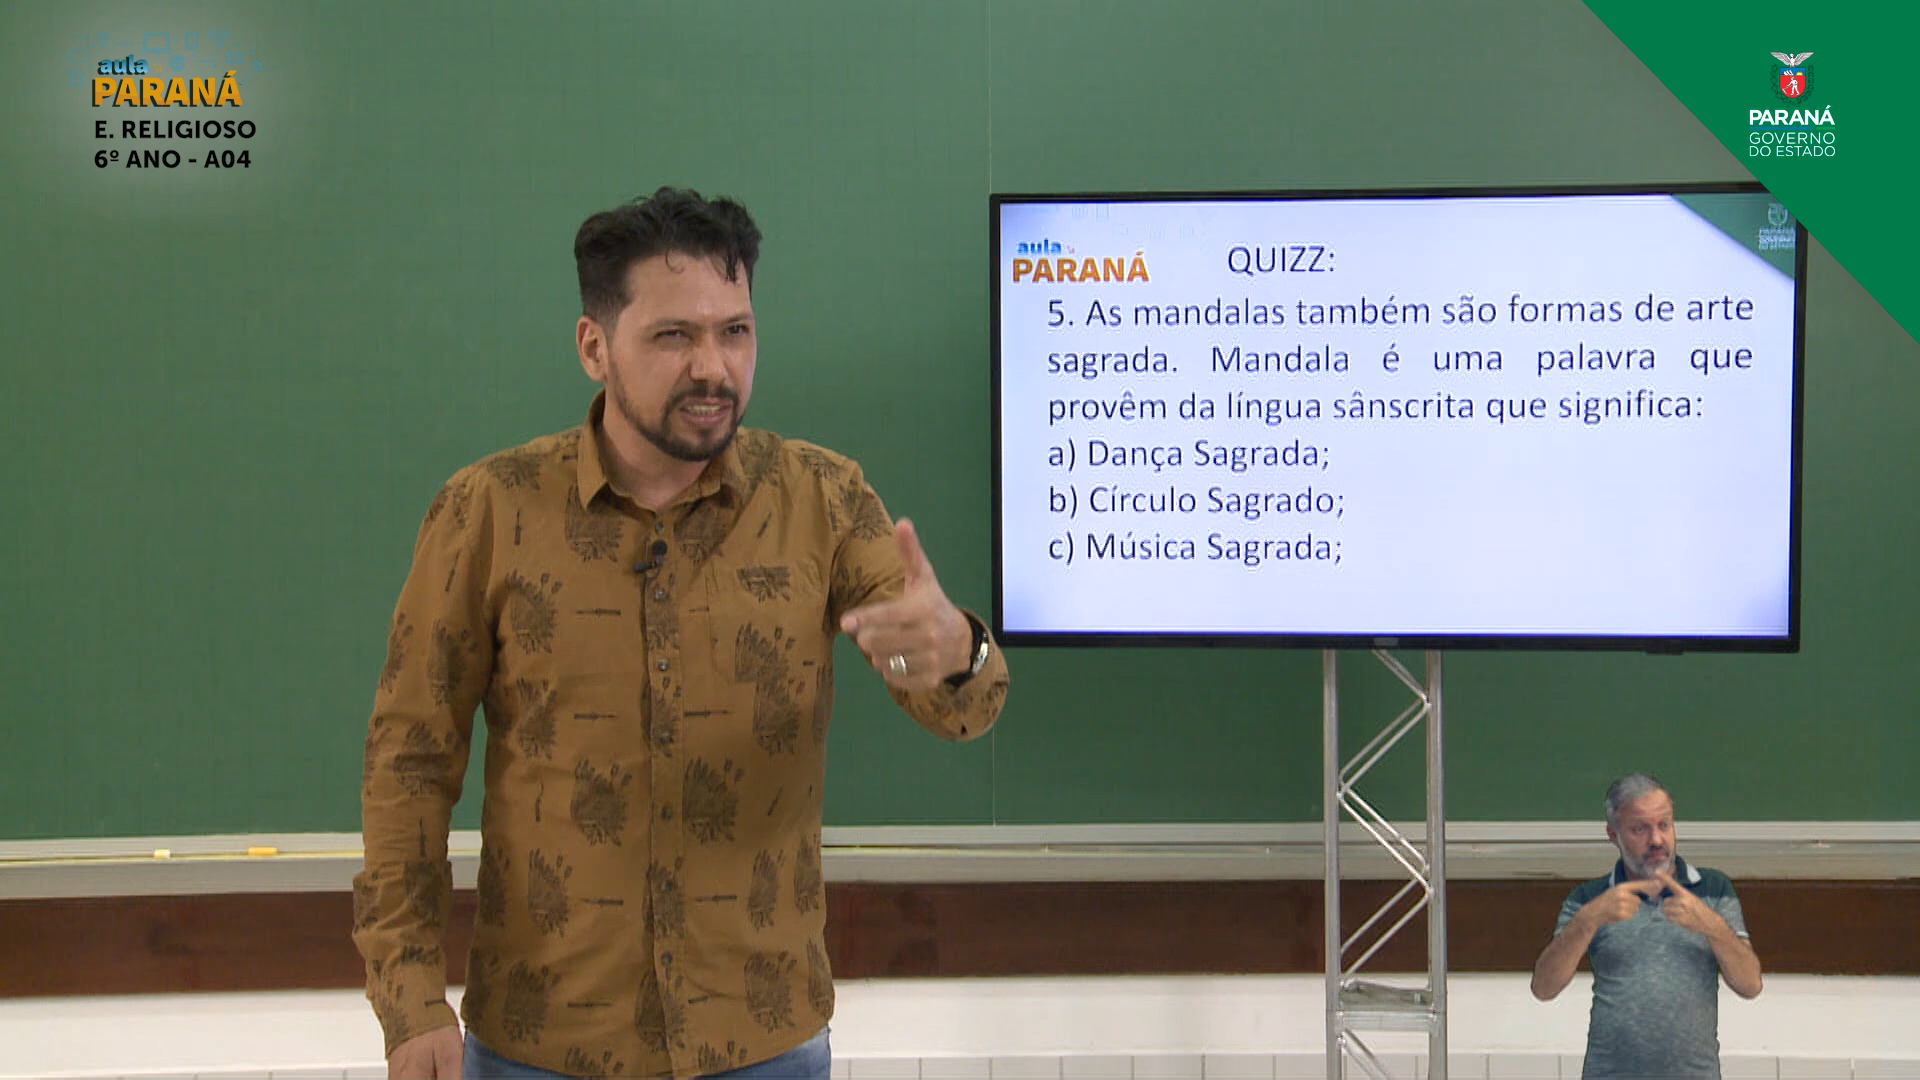 aula
PARANÁ
E. RELIGIOSO
6º ANO - A04
PARANÁ
GOVERNO
DO ESTADO
aula
PARANÁ
QUIZZ:
5. As mandalas também são formas de arte
sagrada. Mandala é uma palavra que
provêm da língua sânscrita que significa:
a) Dança Sagrada;
b) Círculo Sagrado;
c) Música Sagrada;